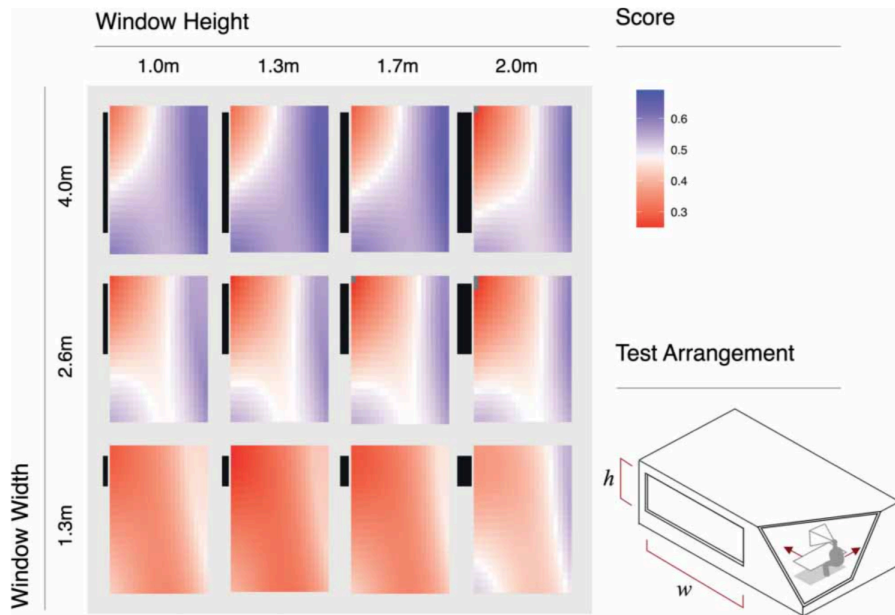 Window Height
Score
1.0m
1.3m
1.7m
2.0m
0.6
0.5
0.4
0.3
4.0m
2.6m
1.3m
Window Width
Test Arrangement
h
w